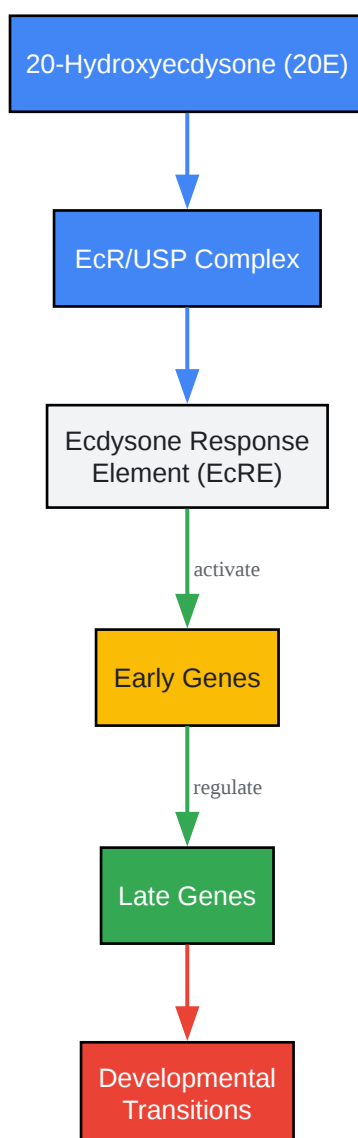 20-Hydroxyecdysone (20E)
EcR/USP Complex
Ecdysone Response
Element (EcRE)
activate
Early Genes
regulate
Late Genes
Developmental
Transitions